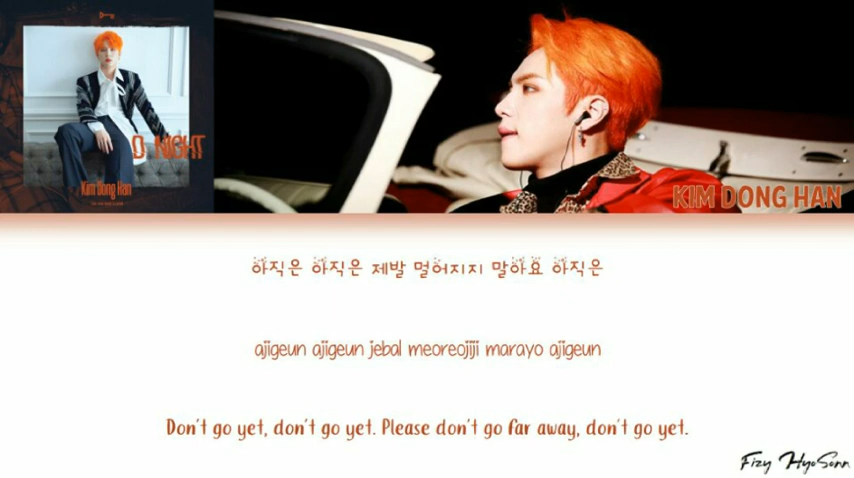 D NIGHT
Kim Dong Han
KIM DONG HAN
아직은 아직은 제발 멀어지지 말아요 아직은
ajigeun ajigeun jebal meoreojiji marayo ajigeun
Don't go yet, don't go yet. Please don't go far away, don't go yet.
Fizy HyoSonn